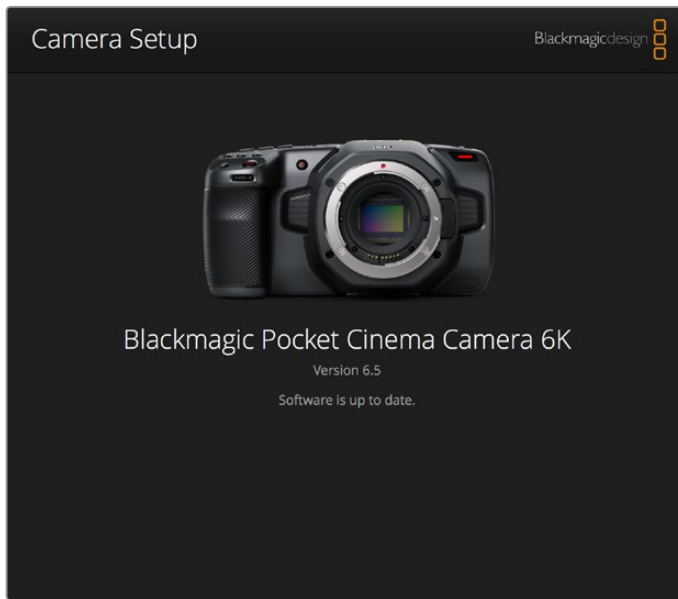 Camera Setup
Blackmagicdesign
Blackmagic Pocket Cinema Camera 6K
Version 6.5
Software is up to date.